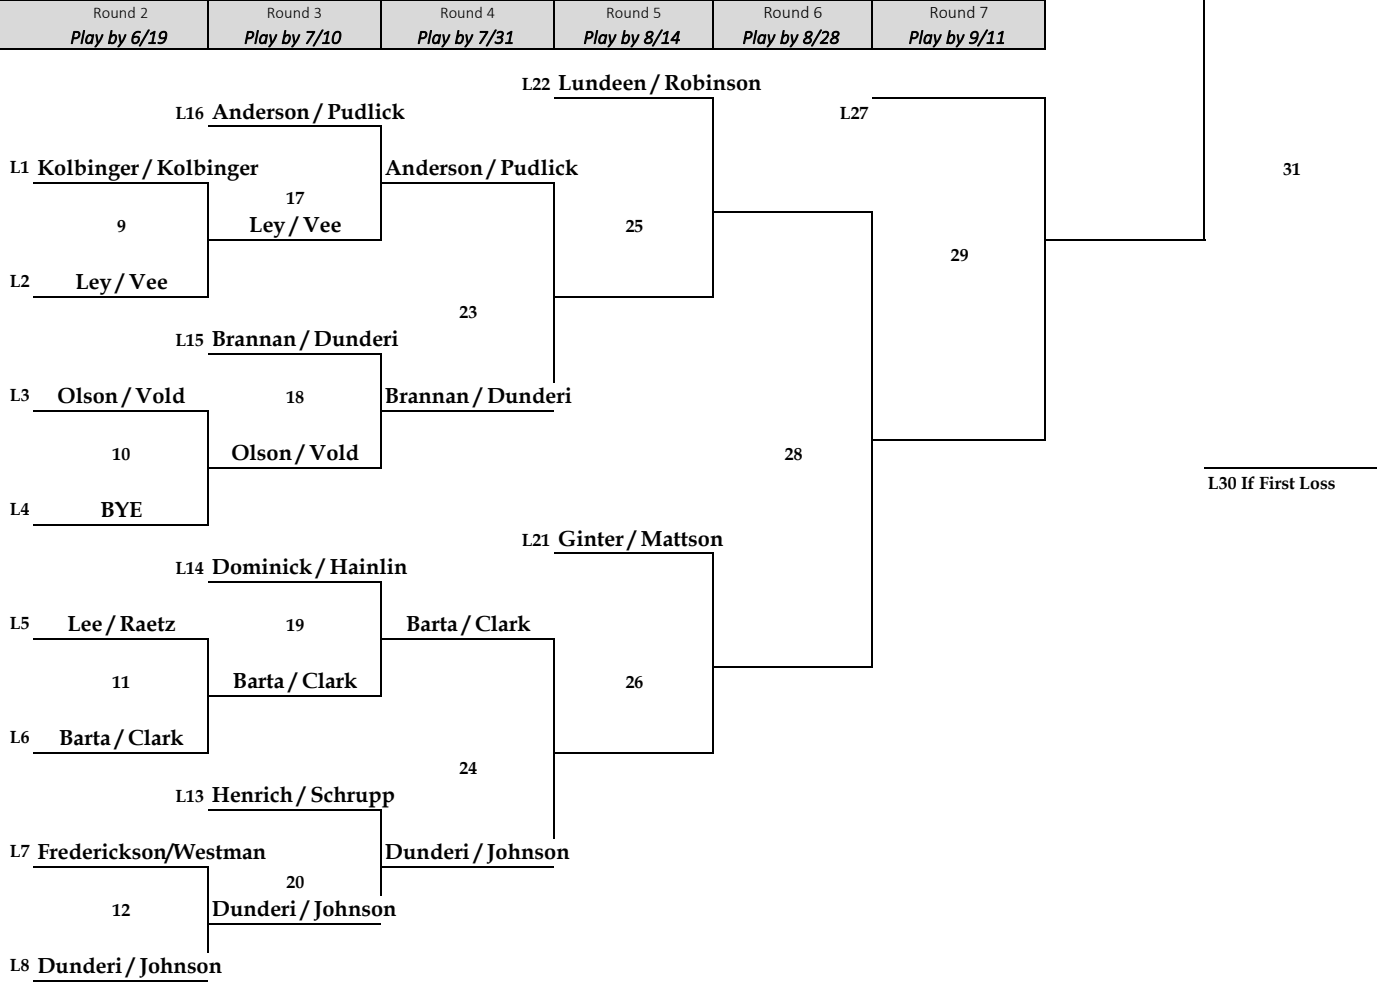 Round 2 Round 3 Round 4 Round 5 Round 6 Round 7
Play by 6/19 Play by 7/10 Play by 7/31 Play by 8/14 Play by 8/28 Play by 9/11
L22 Lundeen / Robinson
L16 Anderson / Pudlick L27
L1 Kolbinger / Kolbinger Anderson / Pudlick 31
17
9 Ley / Vee 25
29
L2 Ley / Vee
23
L15 Brannan / Dunderi
L3 Olson / Vold 18 Brannan / Dunderi
10 Olson / Vold 28
L30 If First Loss
L4 BYE
L21 Ginter / Mattson
L14 Dominick / Hainlin
L5 Lee / Raetz 19 Barta / Clark
11 Barta / Clark 26
L6 Barta / Clark
24
L13 Henrich / Schrupp
L7 Frederickson/Westman Dunderi / Johnson
20
12 Dunderi / Johnson
L8 Dunderi / Johnson